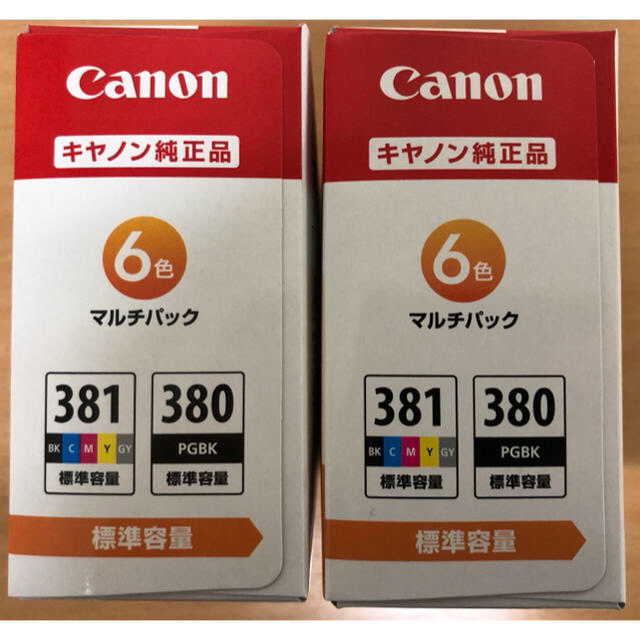 Canon
キヤノン純正品
6色
マルチパック
381
BK C M Y GY
標準容量
380
PGBK
標準容量
標準容量
Canon
キヤノン純正品
6色
マルチパック
381
BK C M Y GY
標準容量
380
PGBK
標準容量
標準容量